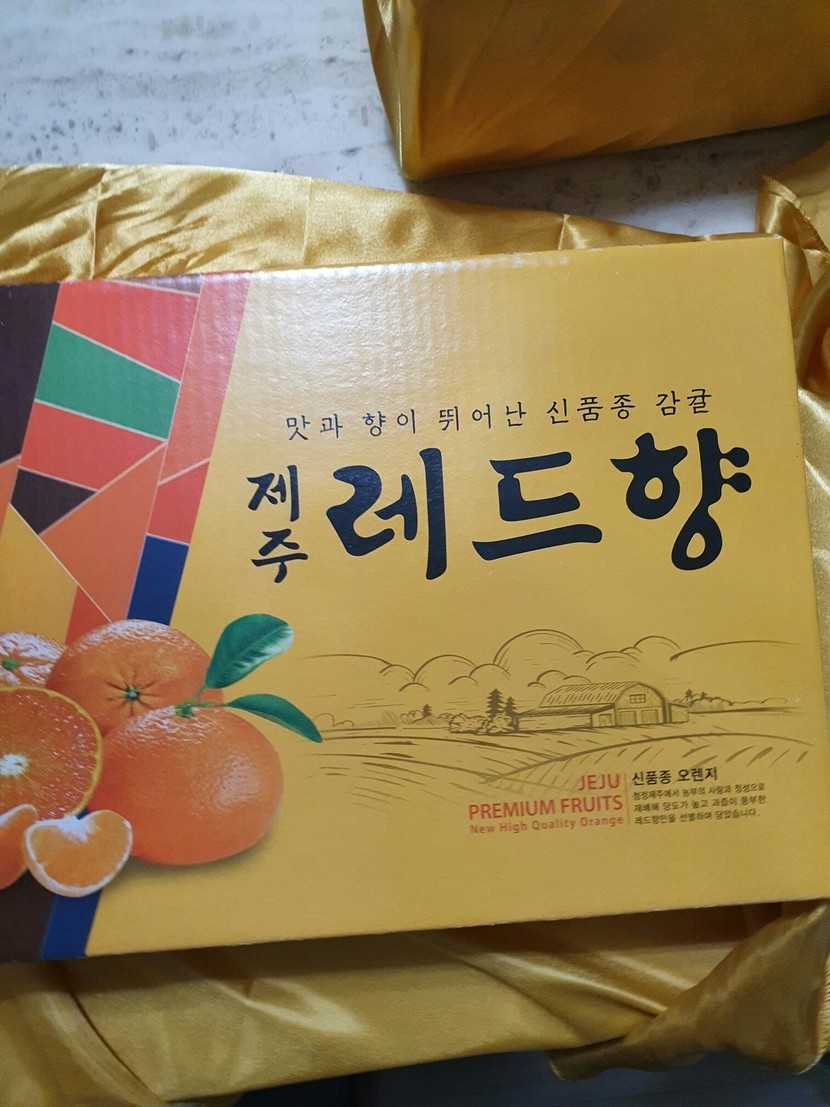 맛과 향이 뛰어난 신품종 감귤
제주 레드향
JEJU
PREMIUM FRUITS
New High Quality Orange
신품종 오렌지
청정제주에서 농부의 사랑과 정성으로
재배해 당도가 높고 과즙이 풍부한
레드향만을 선별하여 담았습니다.